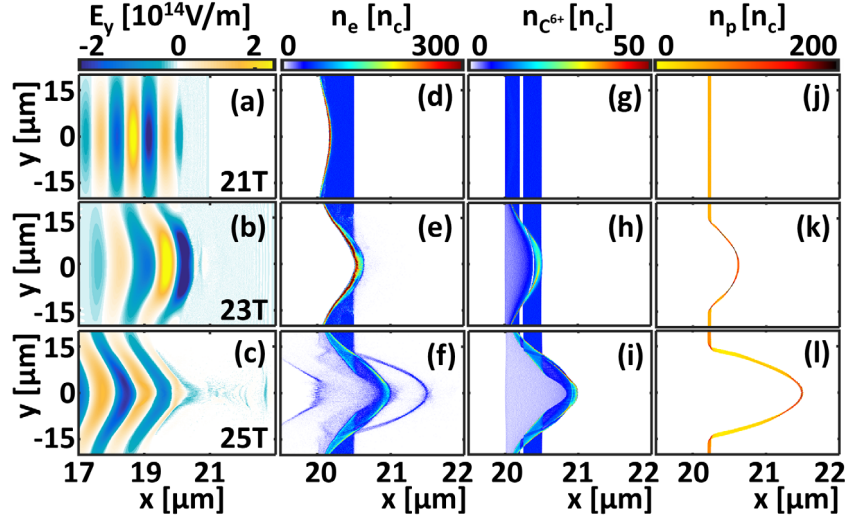 E_y [10^14 V/m] n_e [n_c] n_C^6+ [n_c] n_p [n_c]
-2 0 2 0 300 0 50 0 200
15 (a) (d) (g) (j)
y [μm] 0
-15 21T
15 (b) (e) (h) (k)
y [μm] 0
-15 23T
15 (c) (f) (i) (l)
y [μm] 0
-15 25T
17 19 21 20 21 22 20 21 22 20 21 22
x [μm] x [μm] x [μm] x [μm]